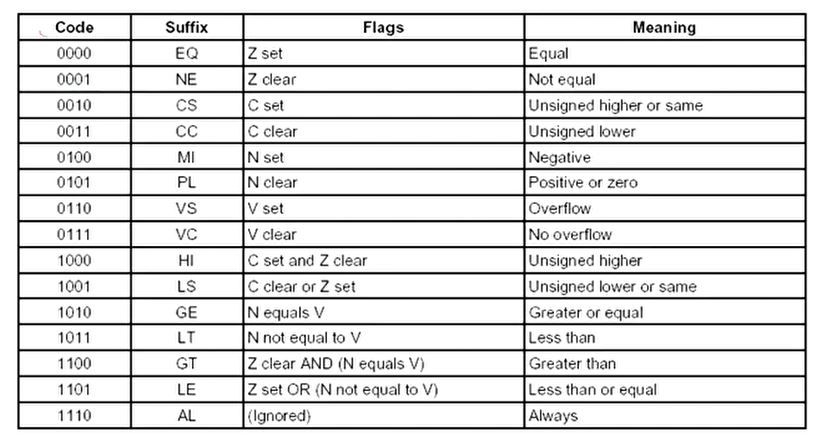 Code Suffix Flags Meaning
0000 EQ Z set Equal
0001 NE Z clear Not equal
0010 CS C set Unsigned higher or same
0011 CC C clear Unsigned lower
0100 MI N set Negative
0101 PL N clear Positive or zero
0110 VS V set Overflow
0111 VC V clear No overflow
1000 HI C set and Z clear Unsigned higher
1001 LS C clear or Z set Unsigned lower or same
1010 GE N equals V Greater or equal
1011 LT N not equal to V Less than
1100 GT Z clear AND (N equals V) Greater than
1101 LE Z set OR (N not equal to V) Less than or equal
1110 AL (Ignored) Always